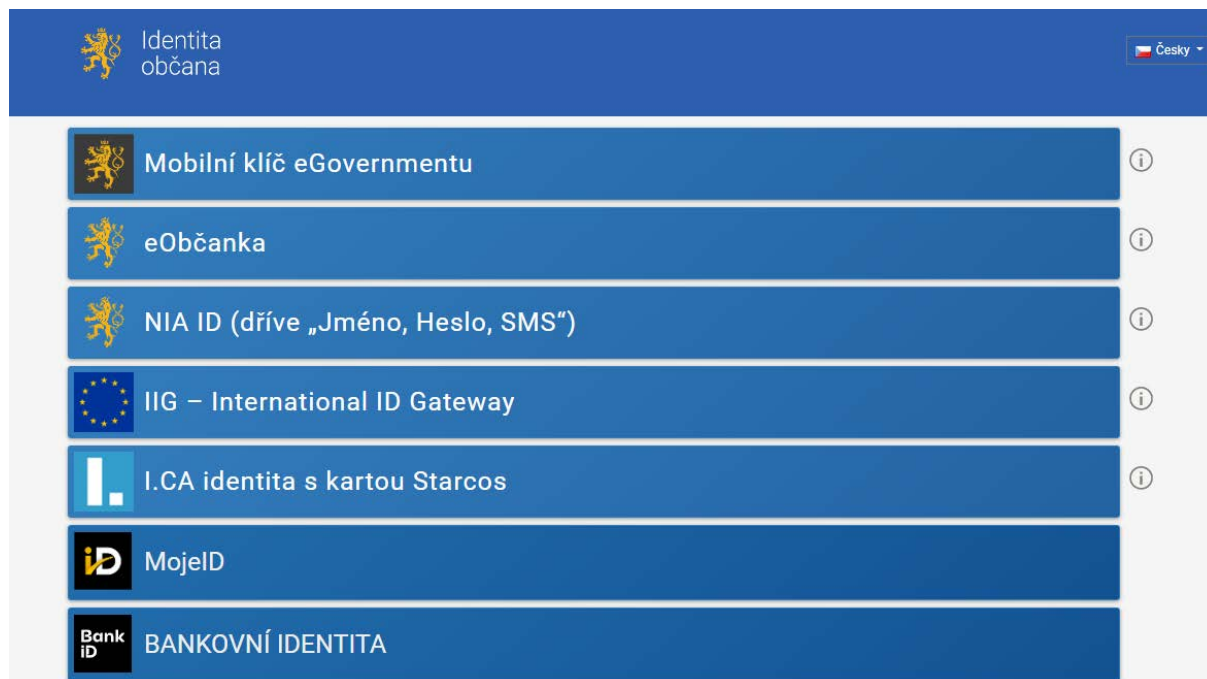 Identita
občana
Česky
Mobilní klíč eGovernmentu
eObčanka
NIA ID (dříve „Jméno, Heslo, SMS“)
IIG – International ID Gateway
I.CA identita s kartou Starcos
I.
iD
MojeID
Bank
iD
BANKOVNÍ IDENTITA